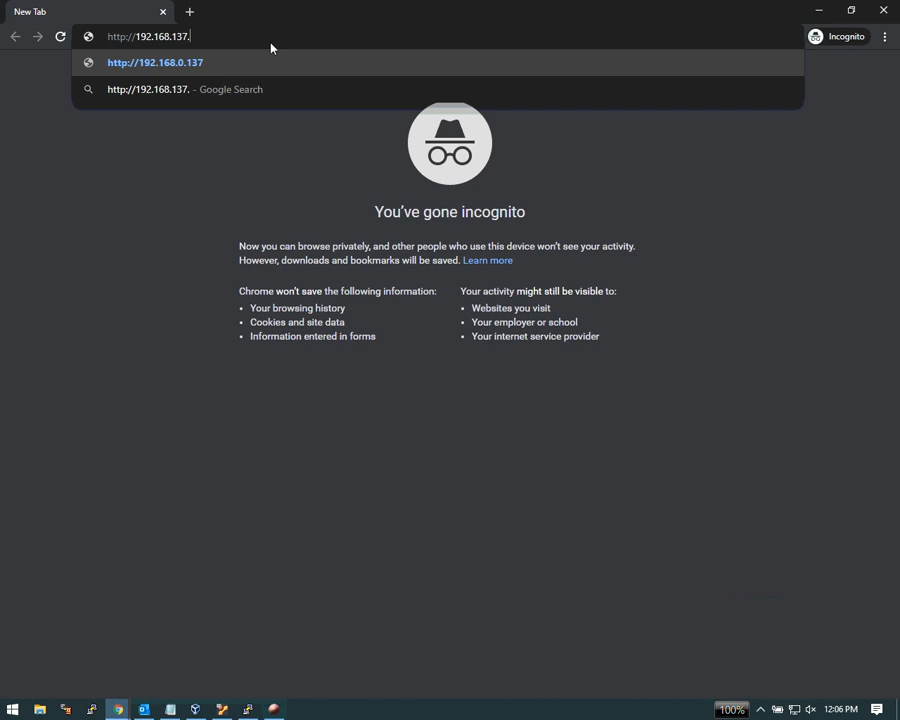 New Tab
http://192.168.137.
Incognito
http://192.168.0.137
http://192.168.137. - Google Search
You've gone incognito
Now you can browse privately, and other people who use this device won't see your activity.
However, downloads and bookmarks will be saved. Learn more
Chrome won't save the following information:
• Your browsing history
• Cookies and site data
• Information entered in forms
Your activity might still be visible to:
• Websites you visit
• Your employer or school
• Your internet service provider
100%
12:06 PM